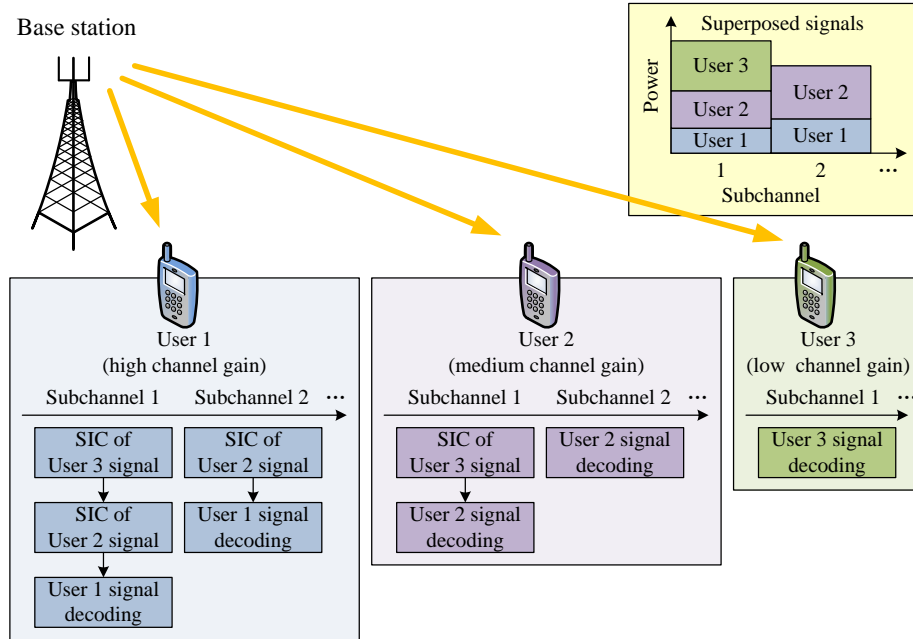 Base station
Superposed signals
Power
User 3
User 2
User 1
User 2
User 1
1
2
...
Subchannel
User 1
(high channel gain)
Subchannel 1
Subchannel 2
...
SIC of
User 3 signal
SIC of
User 2 signal
User 1 signal
decoding
SIC of
User 2 signal
User 1 signal
decoding
User 2
(medium channel gain)
Subchannel 1
Subchannel 2
...
SIC of
User 3 signal
User 2 signal
decoding
User 2 signal
decoding
User 3
(low channel gain)
Subchannel 1
...
User 3 signal
decoding